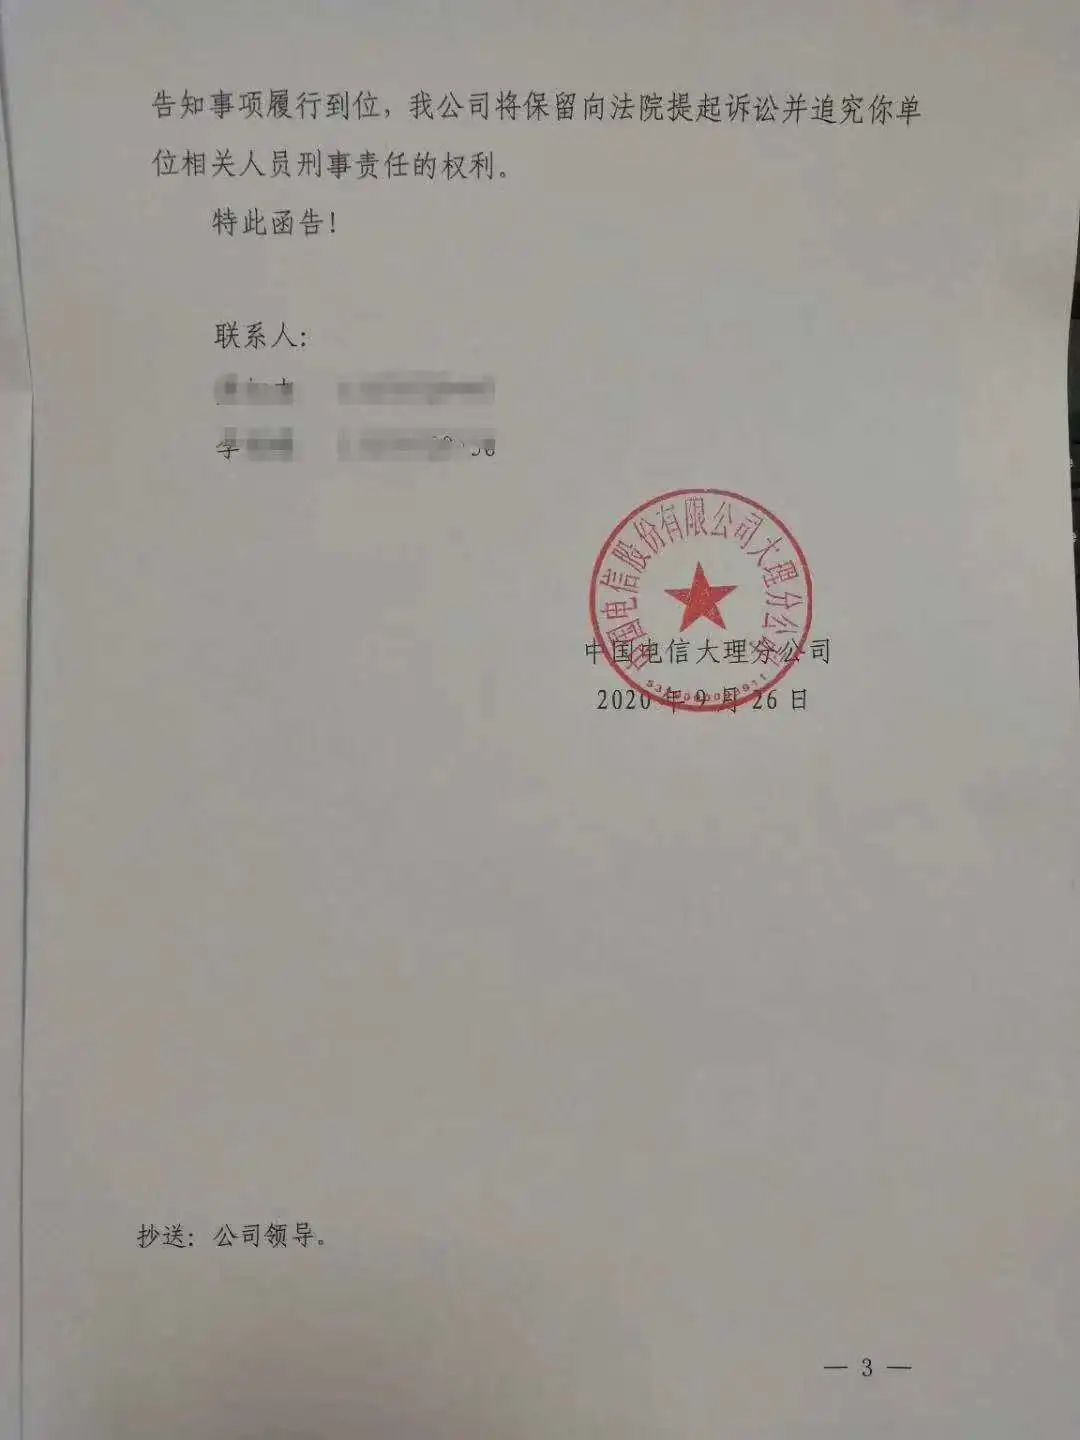 告知事项履行到位，我公司将保留向法院提起诉讼并追究你单
位相关人员刑事责任的权利。
特此函告！
联系人：
李
中国电信股份有限公司大理分公司
中国电信大理分公司
2020年9月26日
抄送：公司领导。
— 3 —